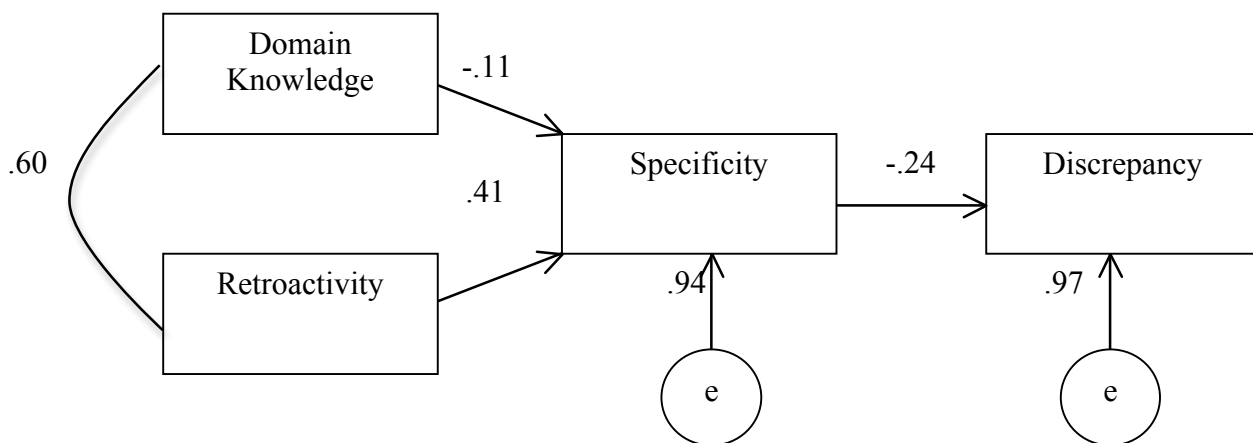 Domain
Knowledge
-.11
.60
Specificity
-.24
Discrepancy
.41
Retroactivity
.94
.97
e
e